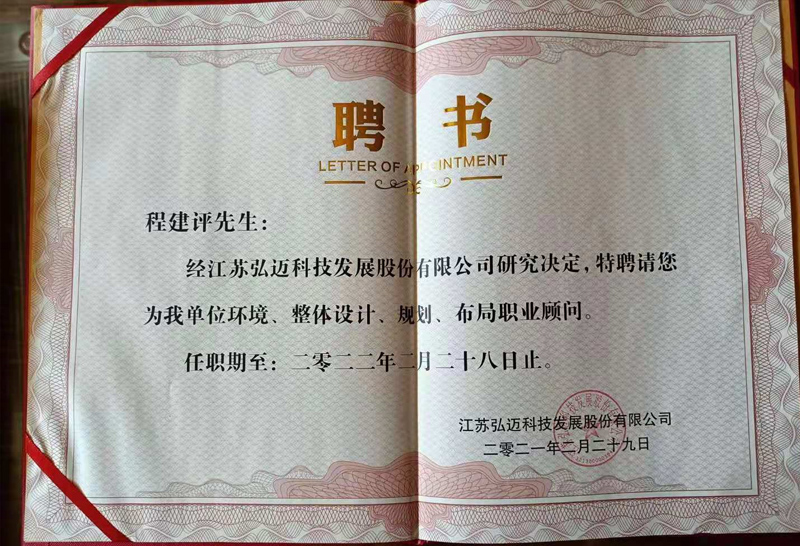 聘 书
LETTER OF APPOINTMENT
程建评先生：
经江苏弘迈科技发展股份有限公司研究决定，特聘请您
为我单位环境、整体设计、规划、布局职业顾问。
任职期至：二零二二年二月二十八日止。
江苏弘迈科技发展股份有限公司
二零二一年二月二十九日